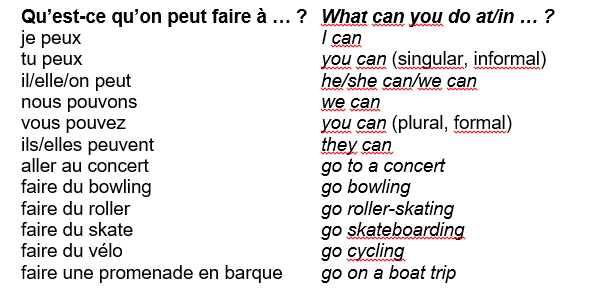 Qu’est-ce qu’on peut faire à … ? What can you do at/in … ?
je peux I can
tu peux you can (singular, informal)
il/elle/on peut he/she can/we can
nous pouvons we can
vous pouvez you can (plural, formal)
ils/elles peuvent they can
aller au concert go to a concert
faire du bowling go bowling
faire du roller go roller-skating
faire du skate go skateboarding
faire du vélo go cycling
faire une promenade en barque go on a boat trip